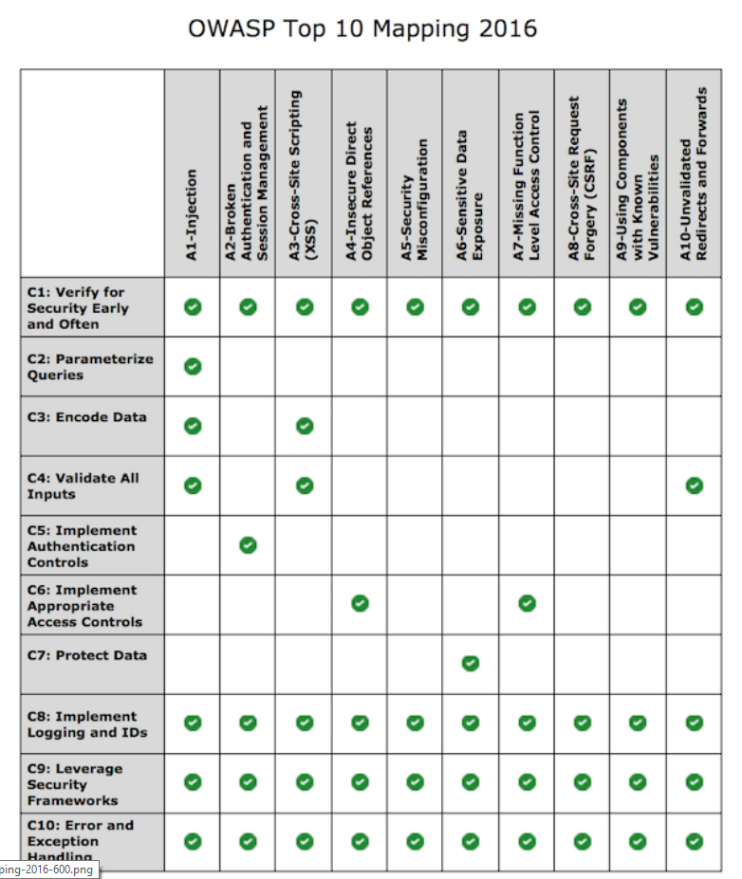 OWASP Top 10 Mapping 2016
A1-Injection
A2-Broken
Authentication and
Session Management
A3-Cross-Site Scripting
(XSS)
A4-Insecure Direct
Object References
A5-Security
Misconfiguration
A6-Sensitive Data
Exposure
A7-Missing Function
Level Access Control
A8-Cross-Site Request
Forgery (CSRF)
A9-Using Components
with Known
Vulnerabilities
A10-Unvalidated
Redirects and Forwards
C1: Verify for
Security Early
and Often
C2: Parameterize
Queries
C3: Encode Data
C4: Validate All
Inputs
C5: Implement
Authentication
Controls
C6: Implement
Appropriate
Access Controls
C7: Protect Data
C8: Implement
Logging and IDs
C9: Leverage
Security
Frameworks
C10: Error and
Exception
Handling
ping-2016-600.png